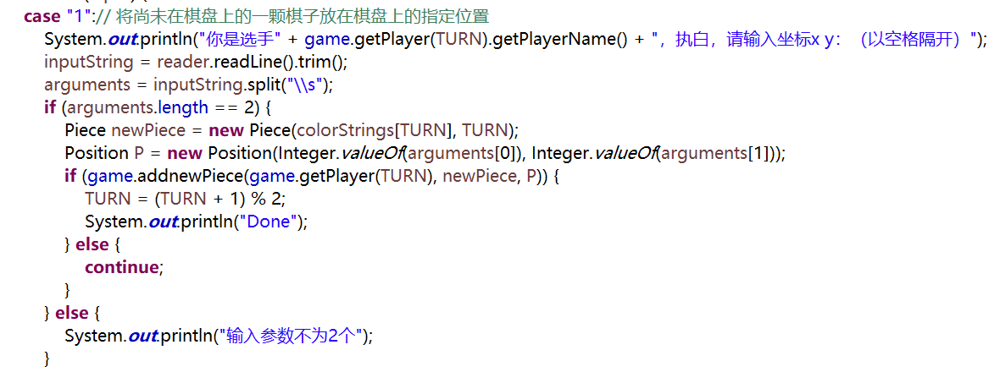 case "1":// 将尚未在棋盘上的一颗棋子放在棋盘上的指定位置
System.out.println("你是选手" + game.getPlayer(TURN).getPlayerName() + "，执白，请输入坐标x y：（以空格隔开）");
inputString = reader.readLine().trim();
arguments = inputString.split("\\s");
if (arguments.length == 2) {
Piece newPiece = new Piece(colorStrings[TURN], TURN);
Position P = new Position(Integer.valueOf(arguments[0]), Integer.valueOf(arguments[1]));
if (game.addnewPiece(game.getPlayer(TURN), newPiece, P)) {
TURN = (TURN + 1) % 2;
System.out.println("Done");
} else {
continue;
}
} else {
System.out.println("输入参数不为2个");
}